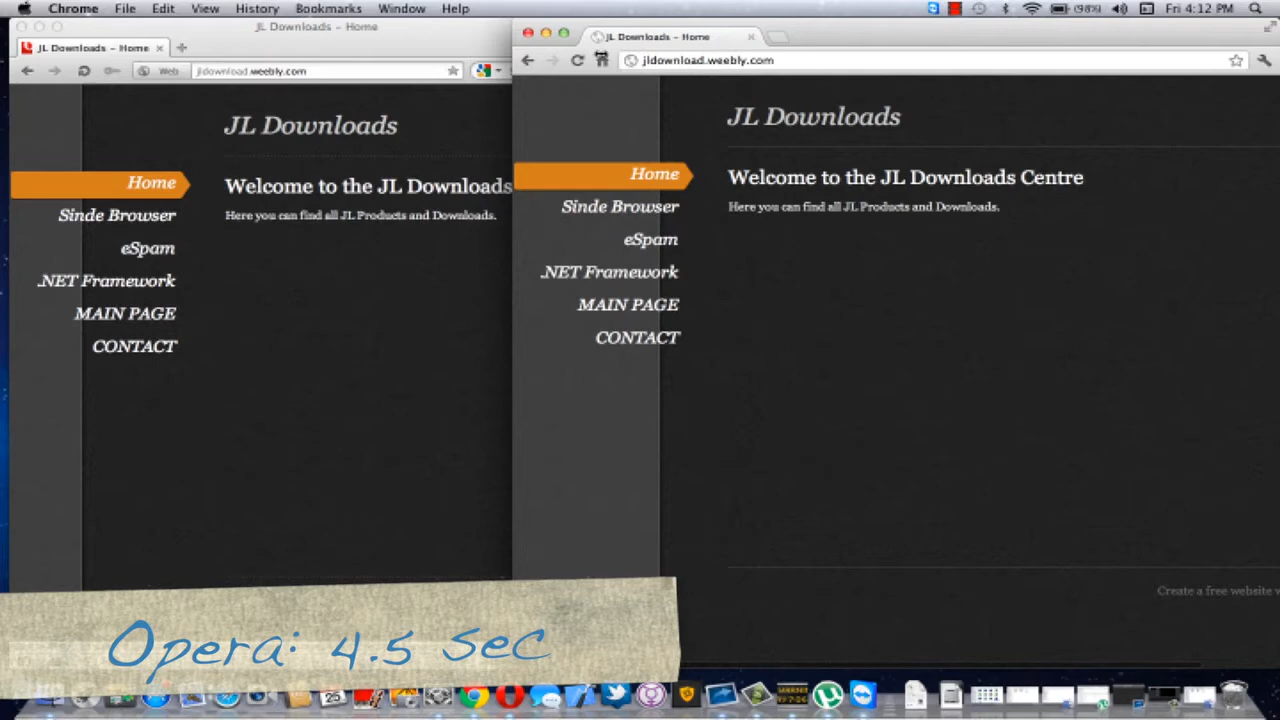 Chrome File Edit View History Bookmarks Window Help
(98%) Fri 4:12 PM
JL Downloads – Home
JL Downloads – Home
Web jldownload.weebly.com
JL Downloads
Home
Sinde Browser
eSpam
.NET Framework
MAIN PAGE
CONTACT
Welcome to the JL Downloads
Here you can find all JL Products and Downloads.
JL Downloads – Home
jldownload.weebly.com
JL Downloads
Home
Sinde Browser
eSpam
.NET Framework
MAIN PAGE
CONTACT
Welcome to the JL Downloads Centre
Here you can find all JL Products and Downloads.
Create a free website w
Opera: 4.5 sec
25